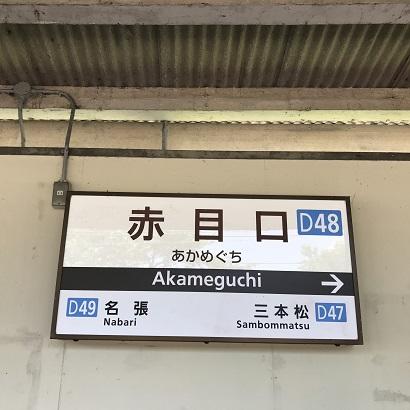 赤目口 D48
あかめぐち
Akameguchi →
D49 名張 三本松 D47
Nabari Sambommatsu